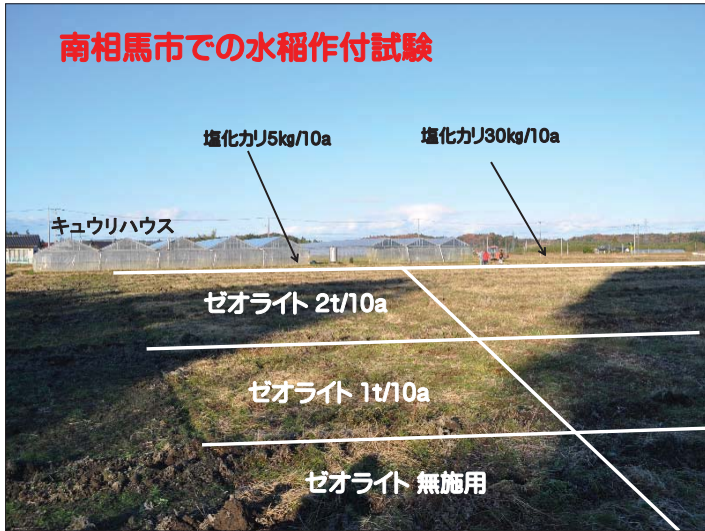 南相馬市での水稲作付試験
塩化カリ5kg/10a
塩化カリ30kg/10a
キュウリハウス
ゼオライト 2t/10a
ゼオライト 1t/10a
ゼオライト 無施用